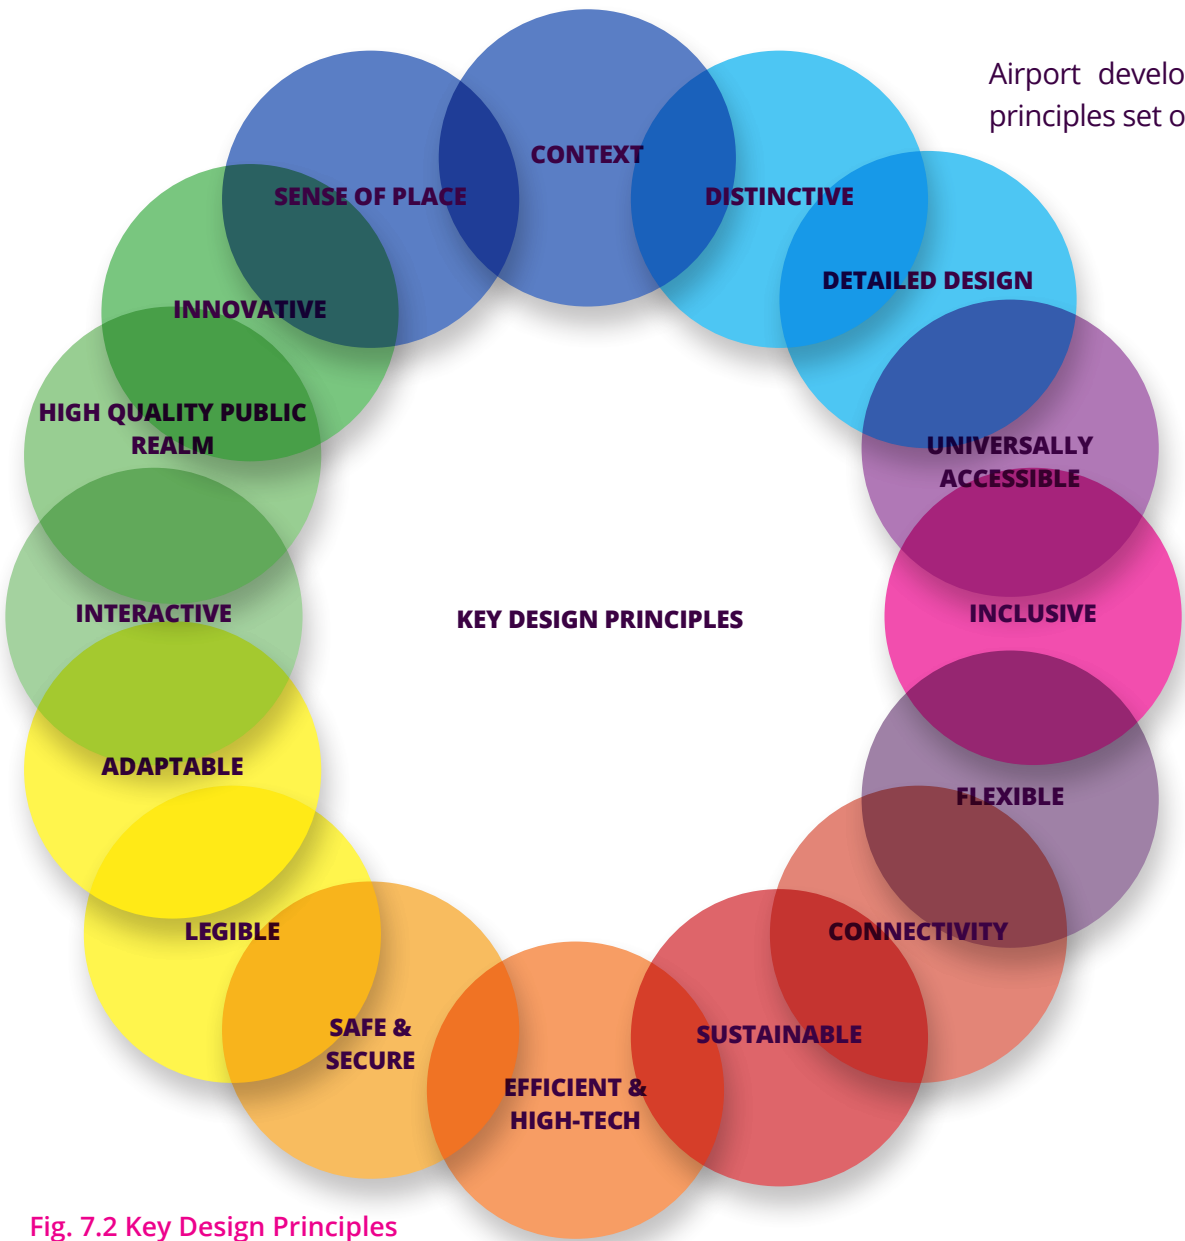 Airport develo
principles set o
CONTEXT
DISTINCTIVE
DETAILED DESIGN
UNIVERSALLY
ACCESSIBLE
INCLUSIVE
FLEXIBLE
CONNECTIVITY
SUSTAINABLE
EFFICIENT &
HIGH-TECH
SAFE &
SECURE
LEGIBLE
ADAPTABLE
INTERACTIVE
HIGH QUALITY PUBLIC
REALM
INNOVATIVE
SENSE OF PLACE
KEY DESIGN PRINCIPLES
Fig. 7.2 Key Design Principles